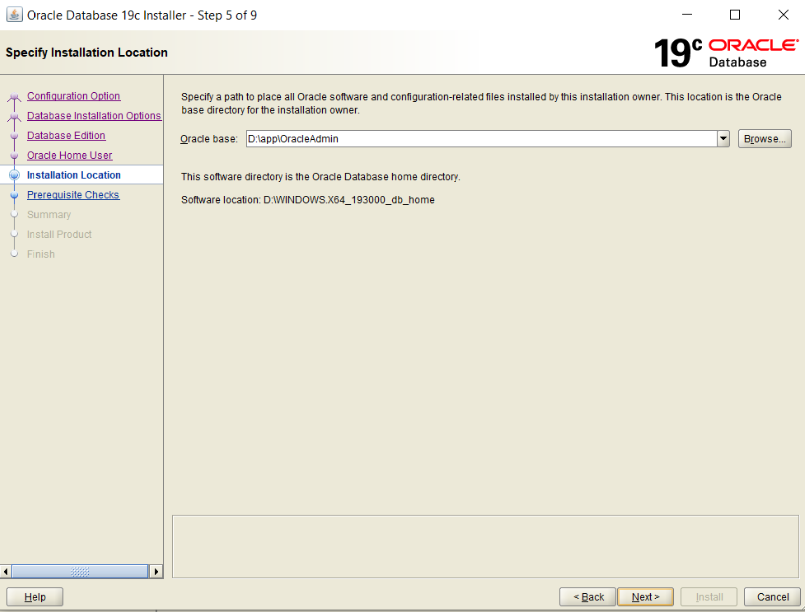 Oracle Database 19c Installer - Step 5 of 9
Specify Installation Location
19c ORACLE
Database
Configuration Option
Database Installation Options
Database Edition
Oracle Home User
Installation Location
Prerequisite Checks
Summary
Install Product
Finish
Specify a path to place all Oracle software and configuration-related files installed by this installation owner. This location is the Oracle
base directory for the installation owner.
Oracle base: D:\app\OracleAdmin Browse...
This software directory is the Oracle Database home directory.
Software location: D:\WINDOWS.X64_193000_db_home
Help < Back Next > Install Cancel